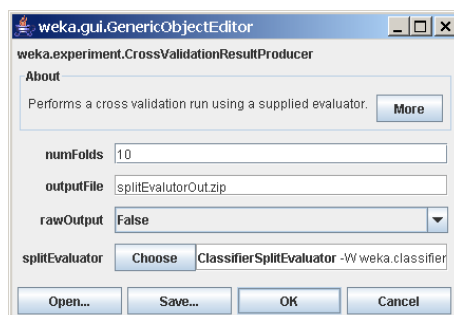 weka.gui.GenericObjectEditor
weka.experiment.CrossValidationResultProducer
About
Performs a cross validation run using a supplied evaluator. More
numFolds 10
outputFile splitEvalutorOut.zip
rawOutput False
splitEvaluator Choose ClassifierSplitEvaluator -W weka.classifier
Open... Save... OK Cancel